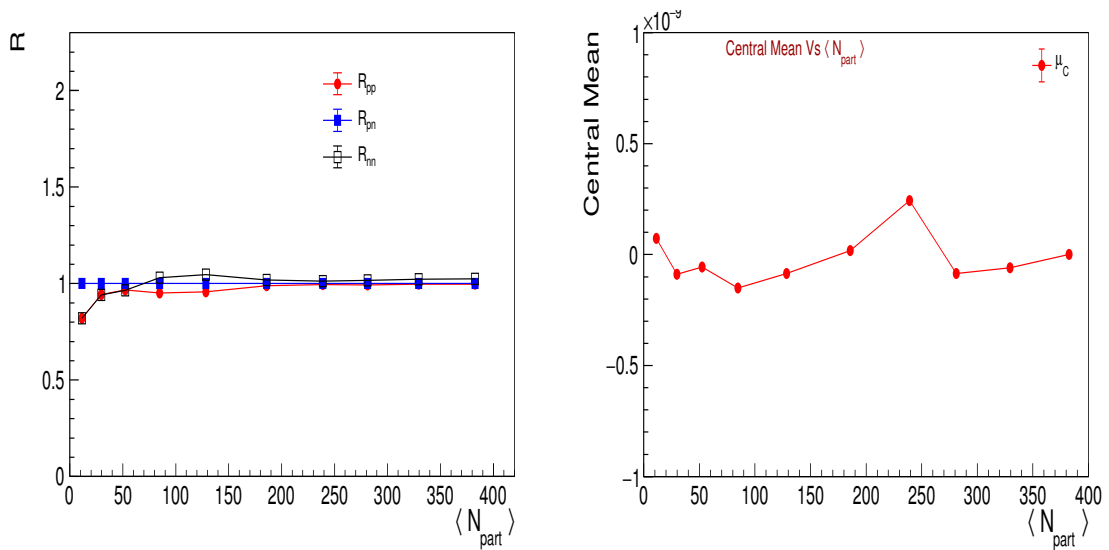 R
2
1.5
1
0.5
0
R_pp
R_pn
R_nn
0 50 100 150 200 250 300 350 400
⟨N_part⟩
×10⁻⁹
Central Mean Vs ⟨N_part⟩
μ_C
Central Mean
1
0.5
0
−0.5
−1
0 50 100 150 200 250 300 350 400
⟨N_part⟩